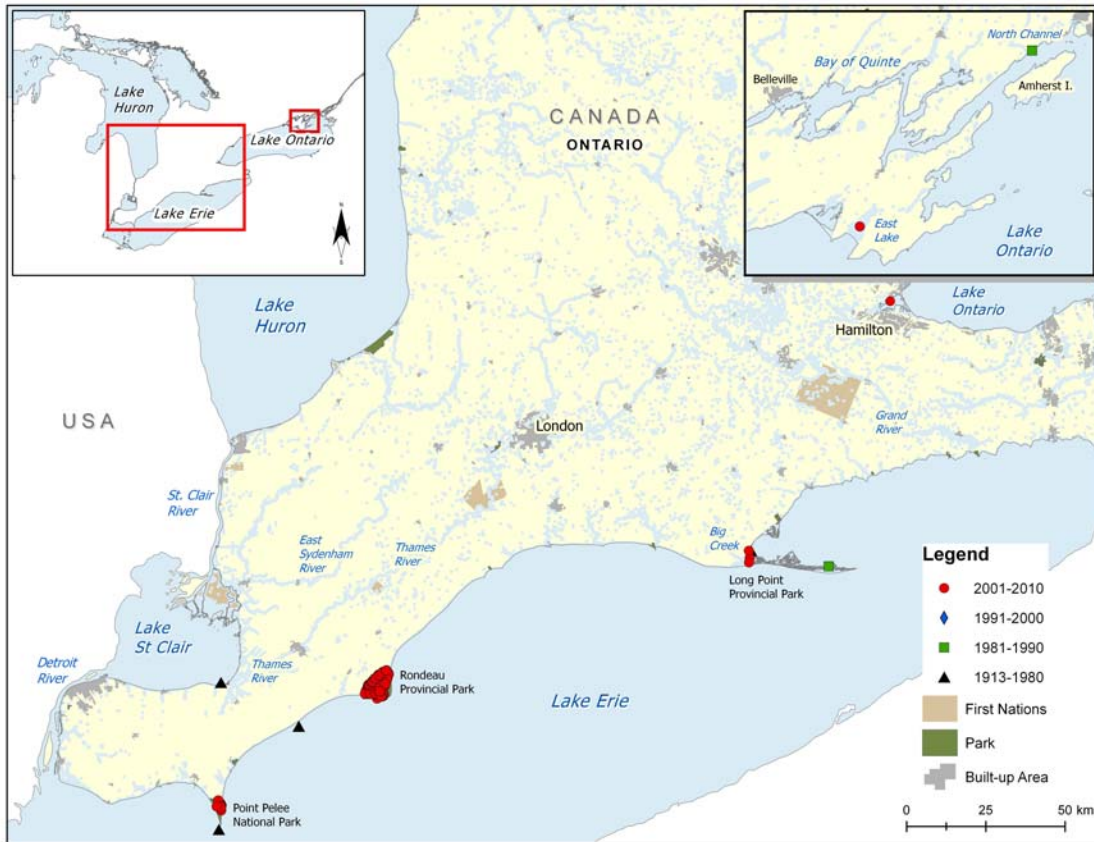 Lake
Huron
Lake Ontario
Lake Erie
N
S
CANADA
ONTARIO
North Channel
Bay of Quinte
Belleville
Amherst I.
East
Lake
Lake
Ontario
Lake
Huron
Lake
Ontario
Hamilton
USA
London
Grand
River
St. Clair
River
East
Sydenham
River
Thames
River
Big
Creek
Long Point
Provincial Park
Lake
St Clair
Detroit
River
Thames
River
Rondeau
Provincial Park
Lake Erie
Point Pelee
National Park
Legend
2001-2010
1991-2000
1981-1990
1913-1980
First Nations
Park
Built-up Area
0 25 50 km